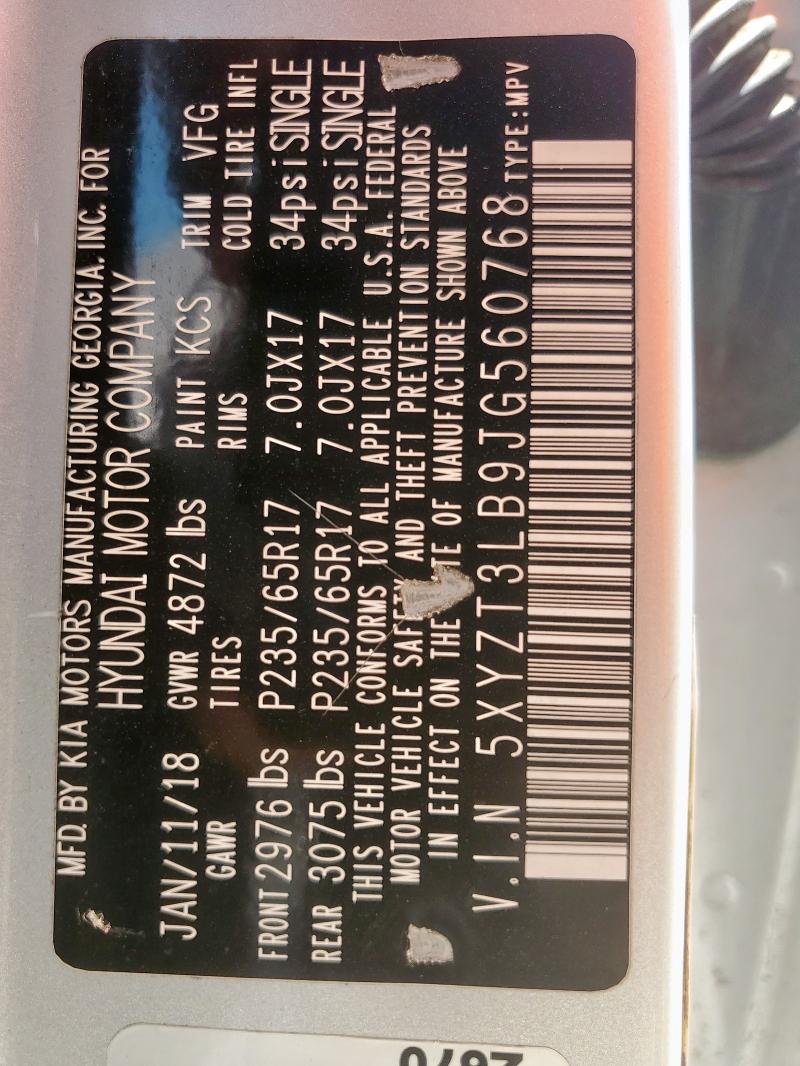 MFD. BY KIA MOTORS MANUFACTURING GEORGIA, INC. FOR
HYUNDAI MOTOR COMPANY
JAN/11/18 GVWR 4872 lbs PAINT KCS TRIM VFG
GAWR TIRES RIMS COLD TIRE INFL
FRONT 2976 lbs P235/65R17 7.0JX17 34psi SINGLE
REAR 3075 lbs P235/65R17 7.0JX17 34psi SINGLE
THIS VEHICLE CONFORMS TO ALL APPLICABLE U.S.A. FEDERAL
MOTOR VEHICLE SAFETY AND THEFT PREVENTION STANDARDS
IN EFFECT ON THE TE OF MANUFACTURE SHOWN ABOVE
V.I.N 5XYZT3LB9JG560768 TYPE:MPV